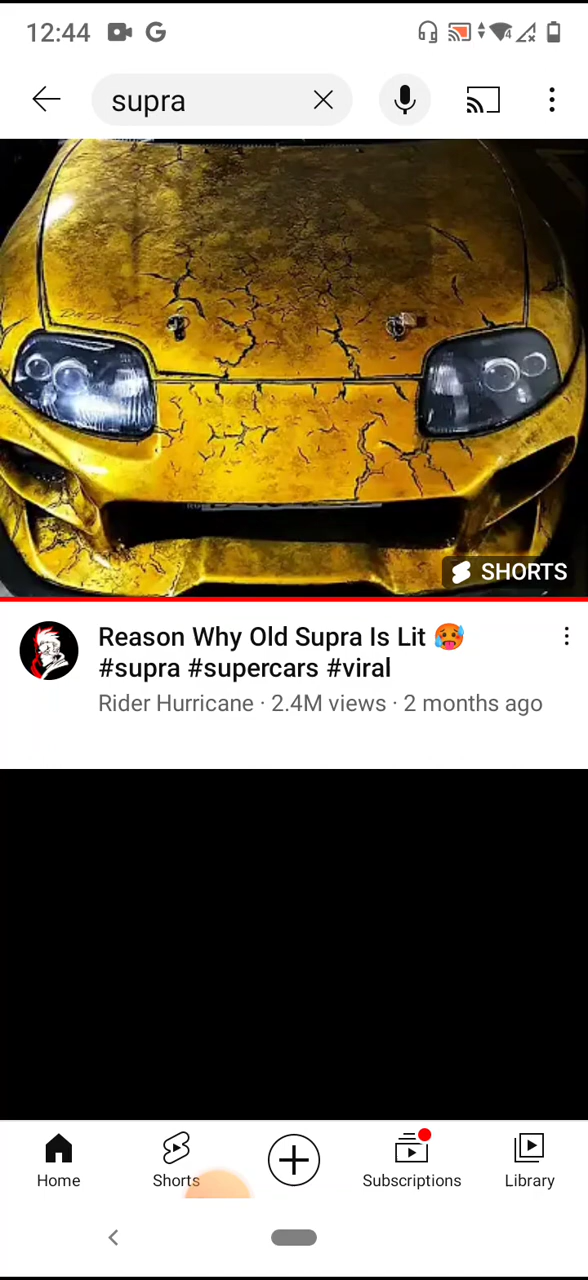 12:44
supra
SHORTS
Reason Why Old Supra Is Lit 🥵
#supra #supercars #viral
Rider Hurricane · 2.4M views · 2 months ago
Home
Shorts
Subscriptions
Library